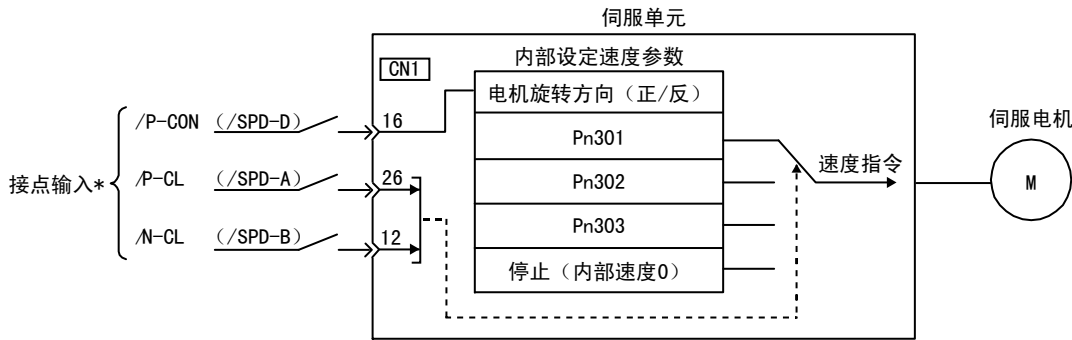 伺服单元
CN1
内部设定速度参数
电机旋转方向（正/反）
/P-CON （/SPD-D）
16
Pn301
伺服电机
接点输入*
/P-CL （/SPD-A）
26
Pn302
速度指令
M
Pn303
/N-CL （/SPD-B）
12
停止（内部速度0）